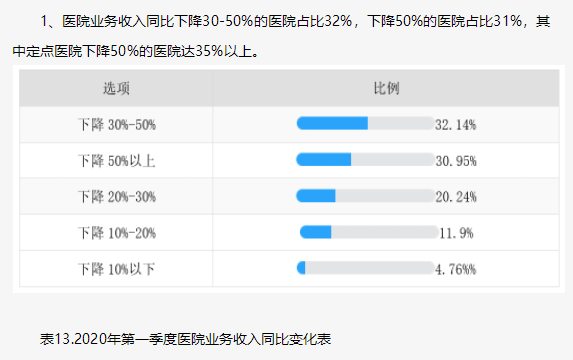 1、医院业务收入同比下降30-50%的医院占比32%，下降50%的医院占比31%，其
中定点医院下降50%的医院达35%以上。
选项 比例
下降 30%-50% 32.14%
下降 50%以上 30.95%
下降 20%-30% 20.24%
下降 10%-20% 11.9%
下降 10%以下 4.76%%
表13.2020年第一季度医院业务收入同比变化表